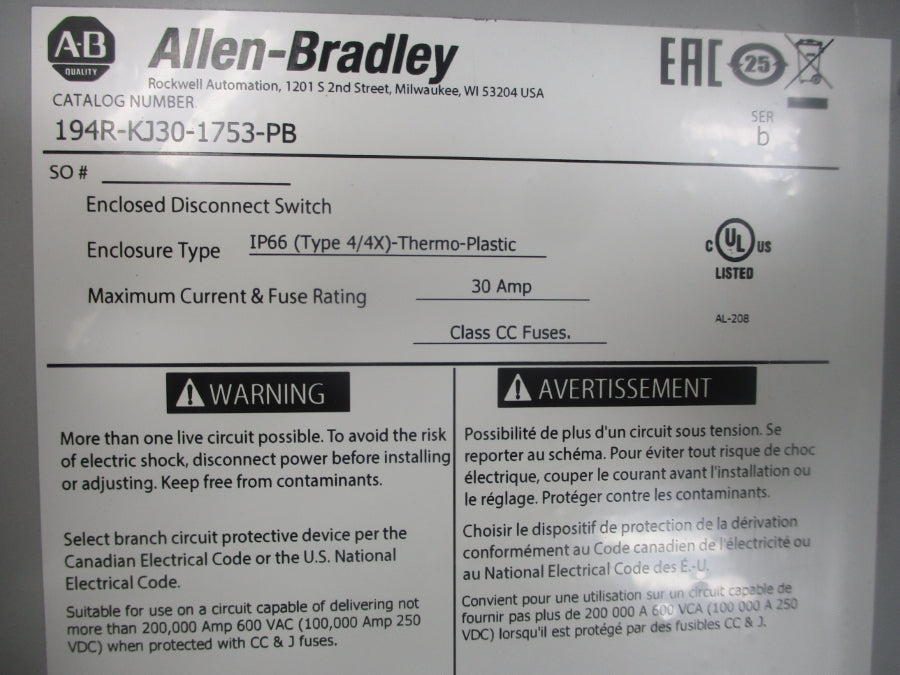 A-B
QUALITY
Allen-Bradley
Rockwell Automation, 1201 S 2nd Street, Milwaukee, WI 53204 USA
EAC 25
CATALOG NUMBER
194R-KJ30-1753-PB
SER
b
SO #
Enclosed Disconnect Switch
Enclosure Type IP66 (Type 4/4X)-Thermo-Plastic
Maximum Current & Fuse Rating 30 Amp
Class CC Fuses.
C UL US
LISTED
AL-208
WARNING
More than one live circuit possible. To avoid the risk
of electric shock, disconnect power before installing
or adjusting. Keep free from contaminants.
Select branch circuit protective device per the
Canadian Electrical Code or the U.S. National
Electrical Code.
Suitable for use on a circuit capable of delivering not
more than 200,000 Amp 600 VAC (100,000 Amp 250
VDC) when protected with CC & J fuses.
AVERTISSEMENT
Possibilité de plus d'un circuit sous tension. Se
reporter au schéma. Pour éviter tout risque de choc
électrique, couper le courant avant l'installation ou
le réglage. Protéger contre les contaminants.
Choisir le dispositif de protection de la dérivation
conformément au Code canadien de l'électricité ou
au National Electrical Code des É.-U.
Convient pour une utilisation sur un circuit capable de
fournir pas plus de 200 000 A 600 VCA (100 000 A 250
VDC) lorsqu'il est protégé par des fusibles CC & J.